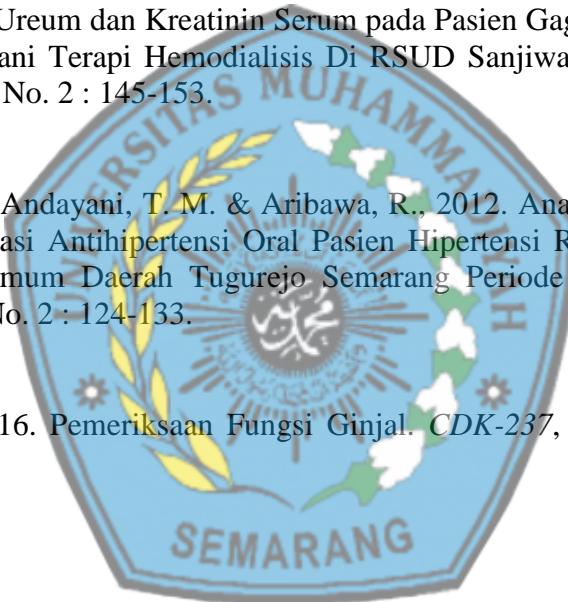 Ureum dan Kreatinin Serum pada Pasien Gag
ani Terapi Hemodialisis Di RSUD Sanjiwa
No. 2 : 145-153.
Andayani, T. M. & Aribawa, R., 2012. Ana
asi Antihipertensi Oral Pasien Hipertensi R
mum Daerah Tugurejo Semarang Periode
No. 2 : 124-133.
16. Pemeriksaan Fungsi Ginjal. CDK-237,
UNIVERSITAS MUHAMMADIYAH
SEMARANG